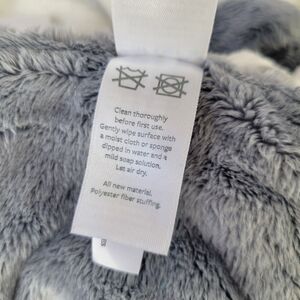 Clean thoroughly
before first use.
Gently wipe surface with
a moist cloth or sponge
dipped in water and a
mild soap solution.
Let air dry.
All new material.
Polyester fiber stuffing.